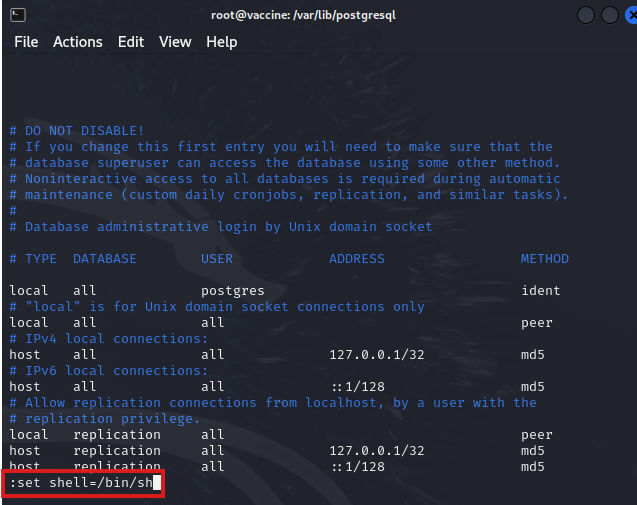 root@vaccine: /var/lib/postgresql
File Actions Edit View Help
# DO NOT DISABLE!
# If you change this first entry you will need to make sure that the
# database superuser can access the database using some other method.
# Noninteractive access to all databases is required during automatic
# maintenance (custom daily cronjobs, replication, and similar tasks).
#
# Database administrative login by Unix domain socket
# TYPE DATABASE USER ADDRESS METHOD
local all postgres ident
# "local" is for Unix domain socket connections only
local all all peer
# IPv4 local connections:
host all all 127.0.0.1/32 md5
# IPv6 local connections:
host all all ::1/128 md5
# Allow replication connections from localhost, by a user with the
# replication privilege.
local replication all peer
host replication all 127.0.0.1/32 md5
host replication all ::1/128 md5
:set shell=/bin/sh